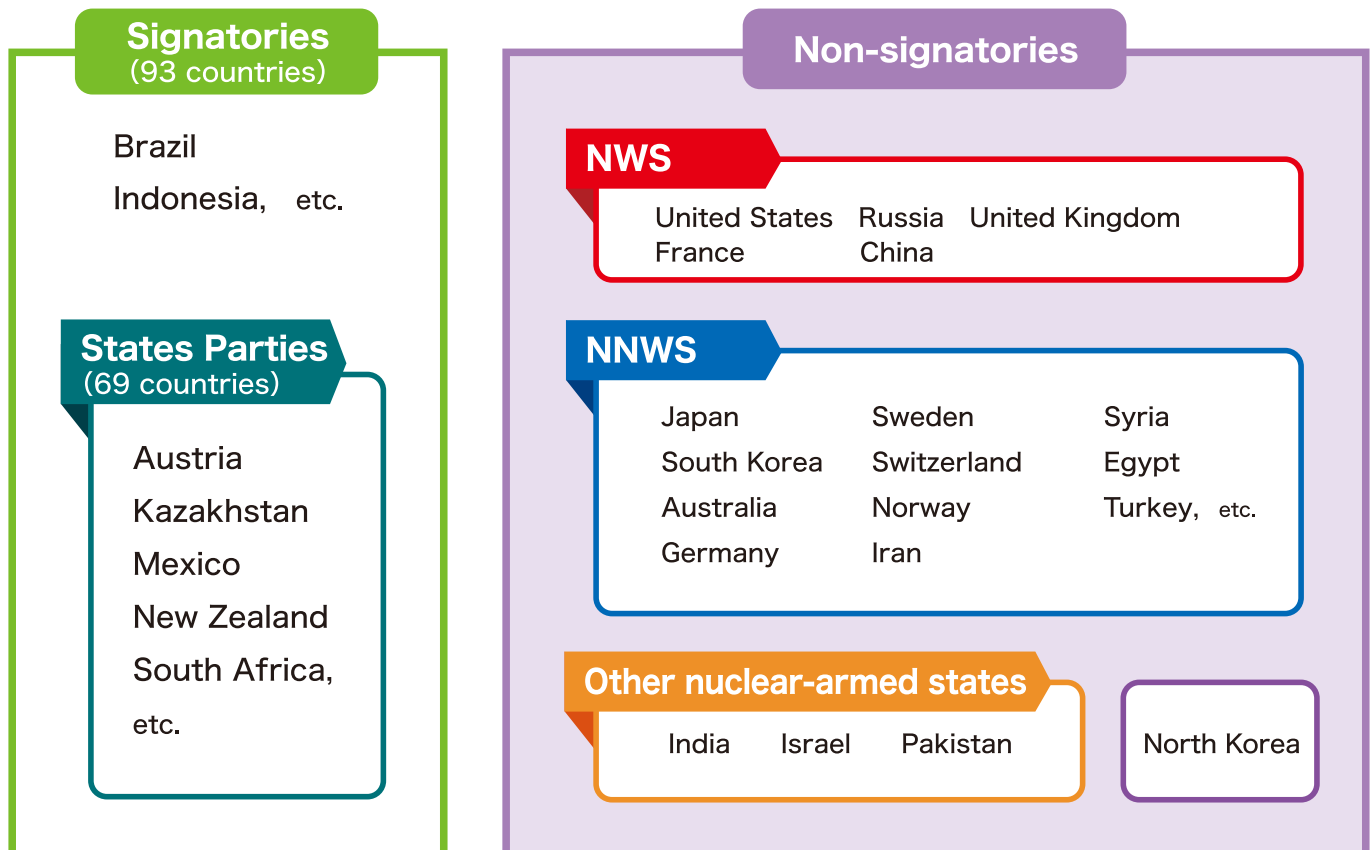 Signatories
(93 countries)
Brazil
Indonesia, etc.
States Parties
(69 countries)
Austria
Kazakhstan
Mexico
New Zealand
South Africa,
etc.
Non-signatories
NWS
United States Russia United Kingdom
France China
NNWS
Japan Sweden Syria
South Korea Switzerland Egypt
Australia Norway Turkey, etc.
Germany Iran
Other nuclear-armed states
India Israel Pakistan
North Korea